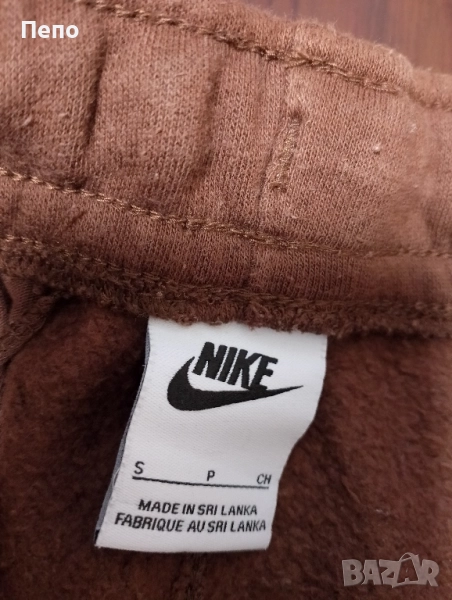 Пепо
NIKE
S P CH
MADE IN SRI LANKA
FABRIQUE AU SRI LANKA
BAZAR